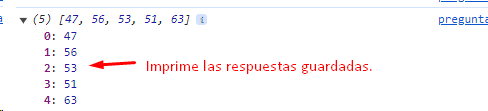 (5) [47, 56, 53, 51, 63] i pregunta
0: 47
1: 56
2: 53 Imprime las respuestas guardadas.
3: 51
4: 63